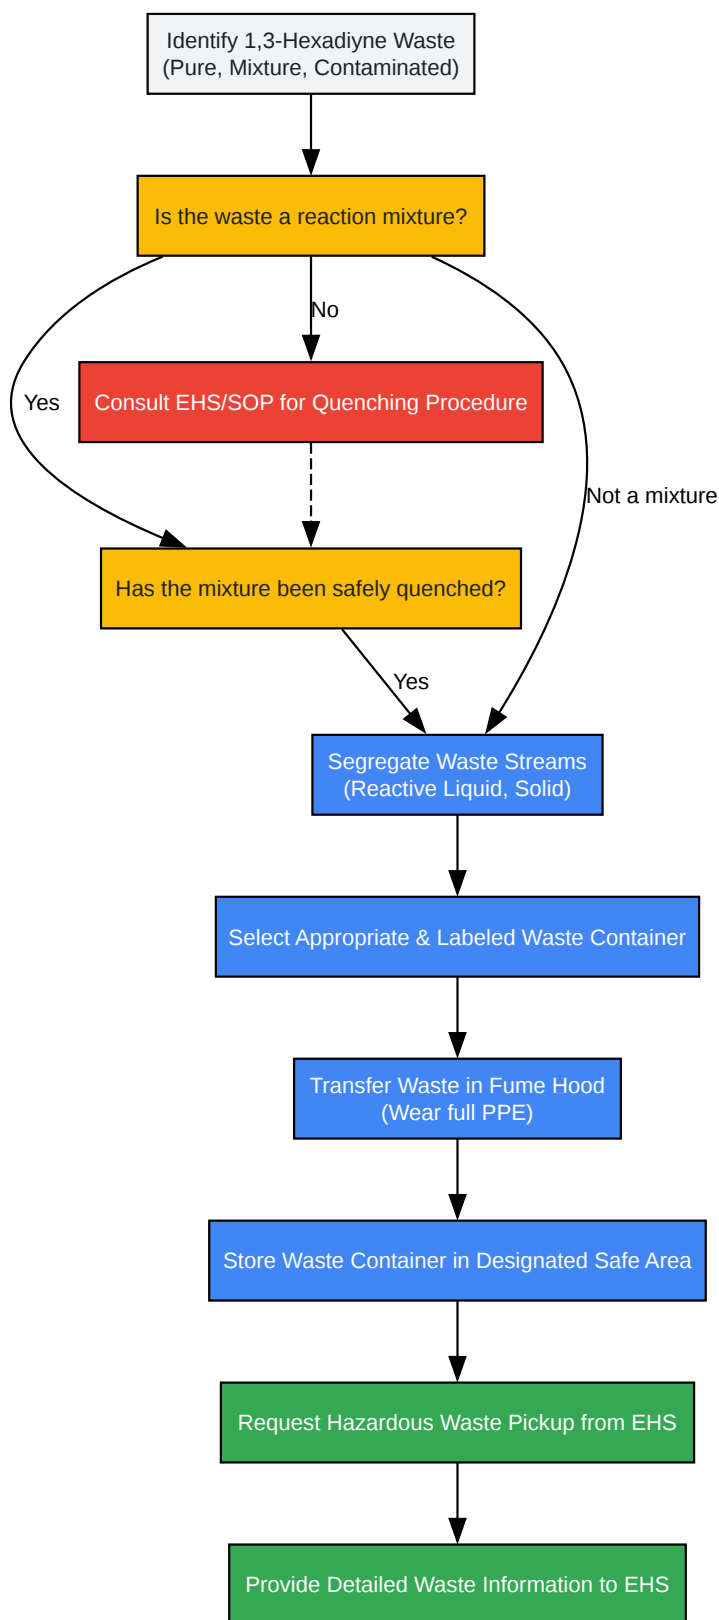 Identify 1,3-Hexadiyne Waste
(Pure, Mixture, Contaminated)
Is the waste a reaction mixture?
No
Consult EHS/SOP for Quenching Procedure
Yes
Not a mixture
Has the mixture been safely quenched?
Yes
Segregate Waste Streams
(Reactive Liquid, Solid)
Select Appropriate & Labeled Waste Container
Transfer Waste in Fume Hood
(Wear full PPE)
Store Waste Container in Designated Safe Area
Request Hazardous Waste Pickup from EHS
Provide Detailed Waste Information to EHS